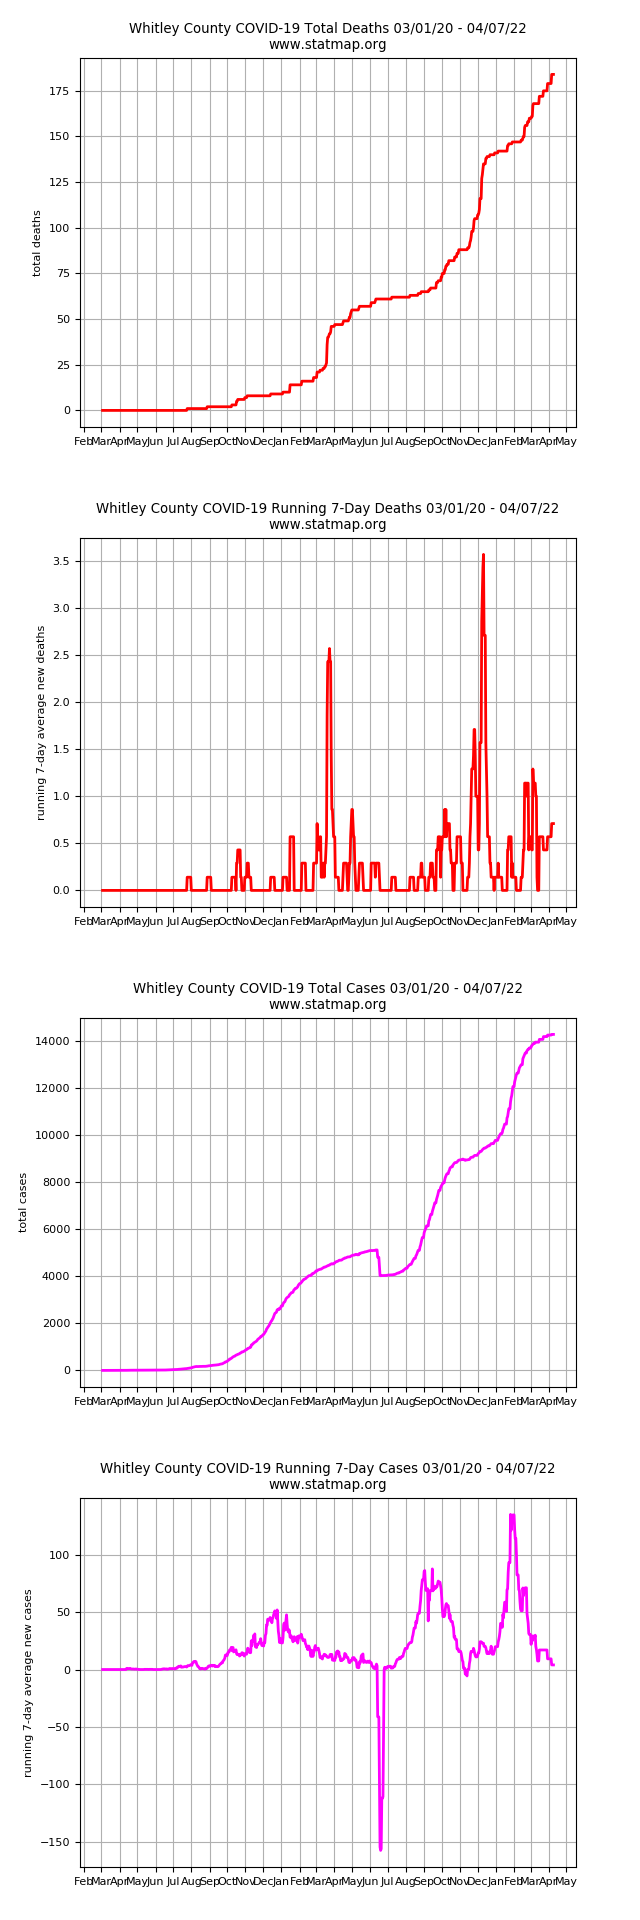 Whitley County COVID-19 Total Deaths 03/01/20 - 04/07/22
www.statmap.org
total deaths
175
150
125
100
75
50
25
0
Feb Mar Apr May Jun Jul Aug Sep Oct Nov Dec Jan Feb Mar Apr May Jun Jul Aug Sep Oct Nov Dec Jan Feb Mar Apr May
Whitley County COVID-19 Running 7-Day Deaths 03/01/20 - 04/07/22
www.statmap.org
running 7-day average new deaths
3.5
3.0
2.5
2.0
1.5
1.0
0.5
0.0
Feb Mar Apr May Jun Jul Aug Sep Oct Nov Dec Jan Feb Mar Apr May Jun Jul Aug Sep Oct Nov Dec Jan Feb Mar Apr May
Whitley County COVID-19 Total Cases 03/01/20 - 04/07/22
www.statmap.org
total cases
14000
12000
10000
8000
6000
4000
2000
0
Feb Mar Apr May Jun Jul Aug Sep Oct Nov Dec Jan Feb Mar Apr May Jun Jul Aug Sep Oct Nov Dec Jan Feb Mar Apr May
Whitley County COVID-19 Running 7-Day Cases 03/01/20 - 04/07/22
www.statmap.org
running 7-day average new cases
100
50
0
−50
−100
−150
Feb Mar Apr May Jun Jul Aug Sep Oct Nov Dec Jan Feb Mar Apr May Jun Jul Aug Sep Oct Nov Dec Jan Feb Mar Apr May